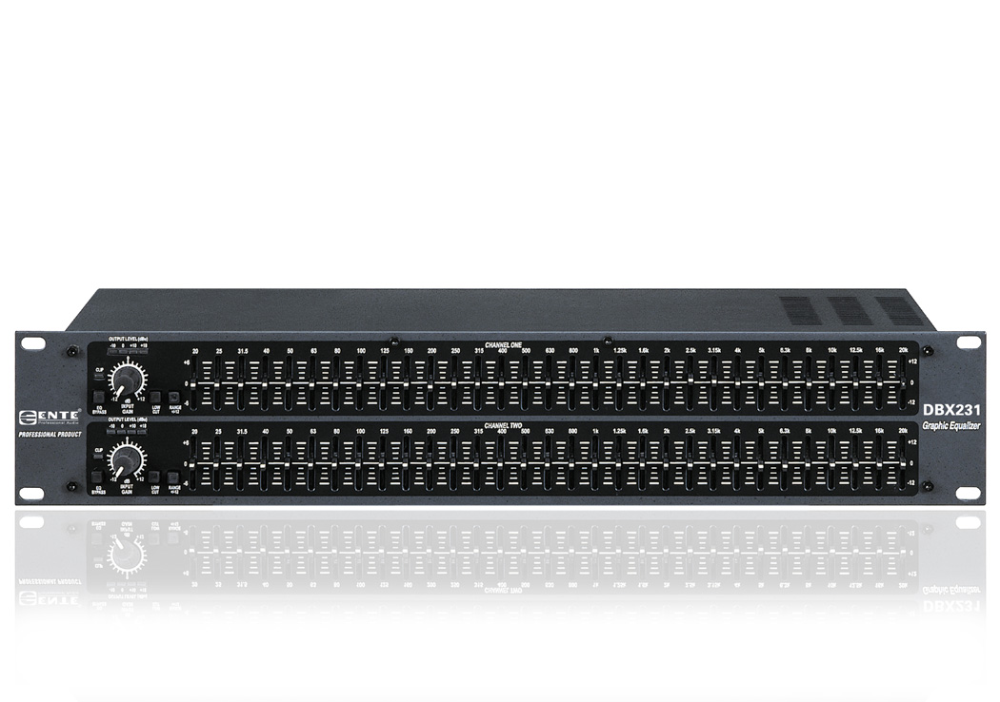 OUTPUT LEVEL (dBu)
-10 0 +10 +18
CLIP
0
-12 +12
dB
INPUT
GAIN
EQ
BYPASS
LOW
CUT
RANGE
CHANNEL ONE
20 25 31.5 40 50 63 80 100 125 160 200 250 315 400 500 630 800 1k 1.25k 1.6k 2k 2.5k 3.15k 4k 5k 6.3k 8k 10k 12.5k 16k 20k
+6 +12
0 0
-6 -12
ENTE®
Professional Audio
PROFESSIONAL PRODUCT
DBX231
Graphic Equalizer
OUTPUT LEVEL (dBu)
-10 0 +10 +18
CLIP
0
-12 +12
dB
INPUT
GAIN
EQ
BYPASS
LOW
CUT
RANGE
+/-12
CHANNEL TWO
20 25 31.5 40 50 63 80 100 125 160 200 250 315 400 500 630 800 1k 1.25k 1.6k 2k 2.5k 3.15k 4k 5k 6.3k 8k 10k 12.5k 16k 20k
+6 +12
0 0
-6 -12